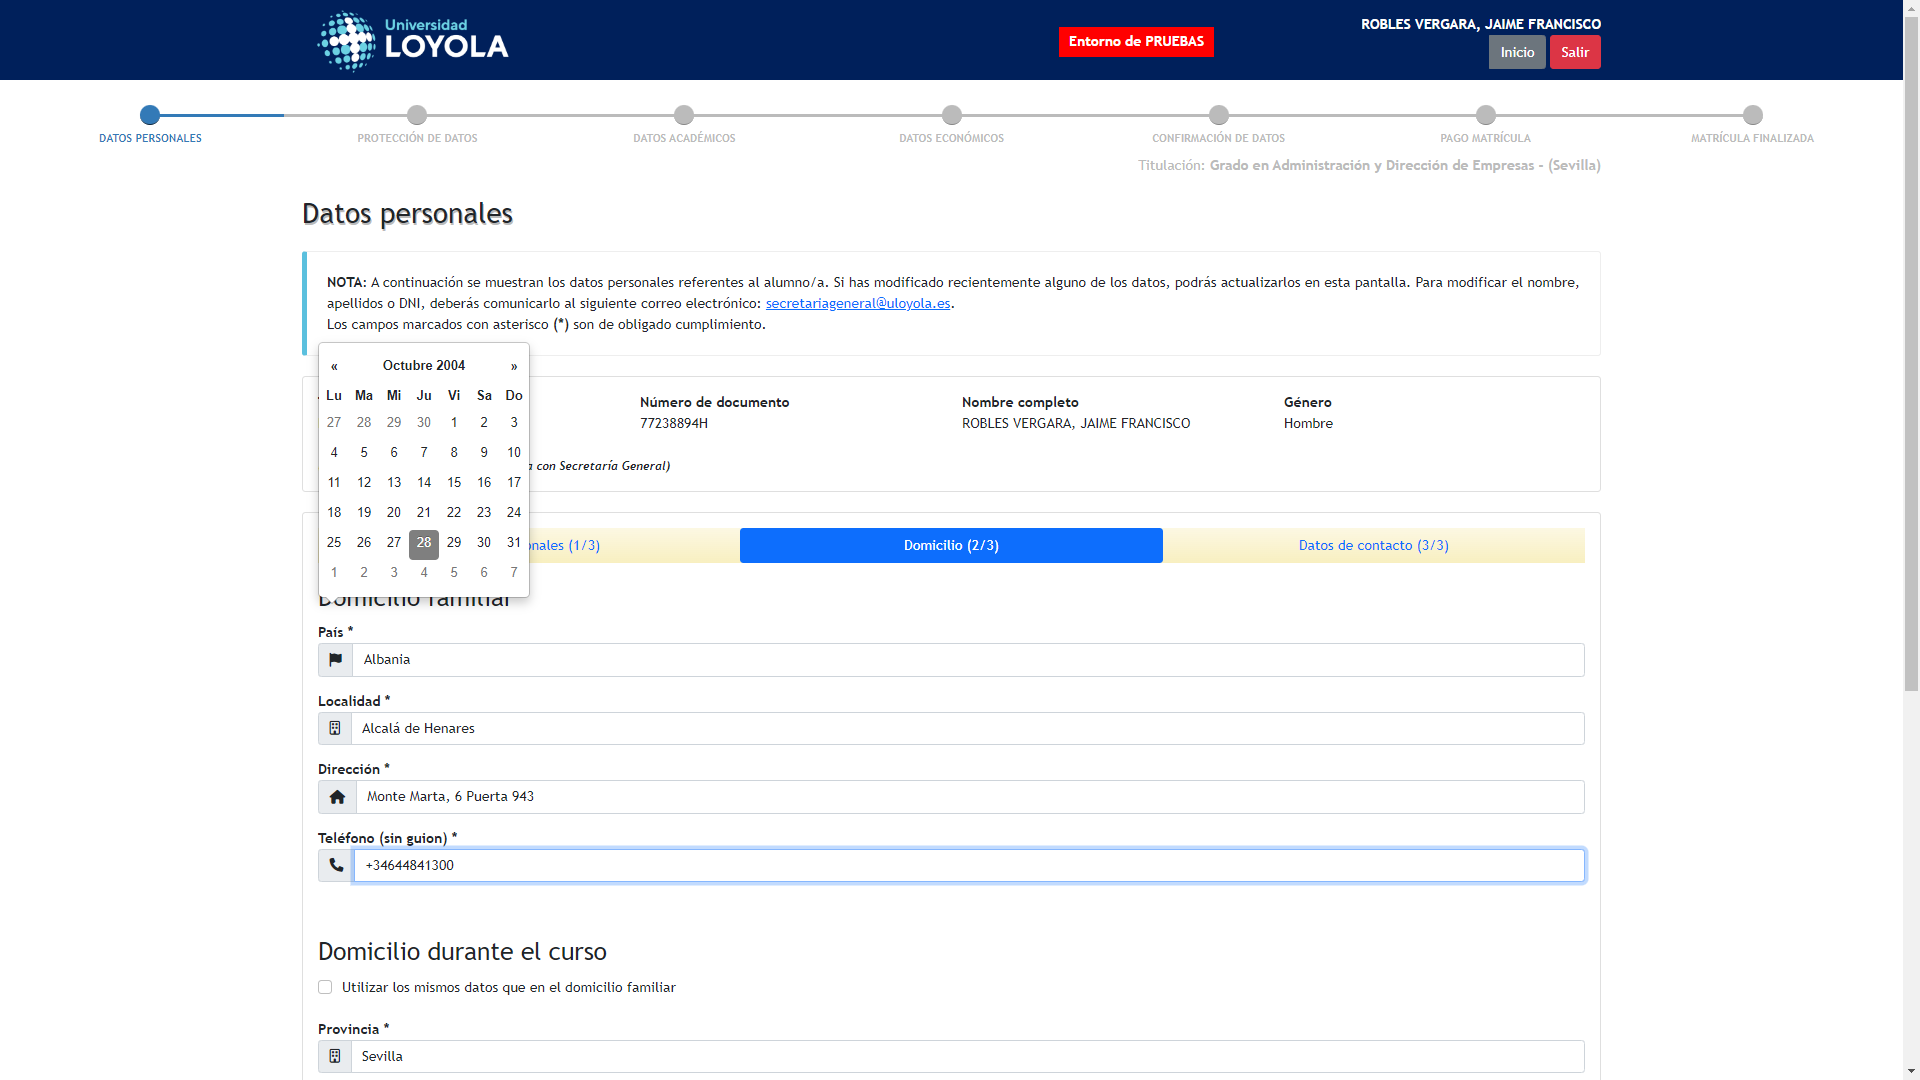 Universidad
LOYOLA
Entorno de PRUEBAS
ROBLES VERGARA, JAIME FRANCISCO
Inicio
Salir
DATOS PERSONALES
PROTECCIÓN DE DATOS
DATOS ACADÉMICOS
DATOS ECONÓMICOS
CONFIRMACIÓN DE DATOS
PAGO MATRÍCULA
MATRÍCULA FINALIZADA
Titulación: Grado en Administración y Dirección de Empresas - (Sevilla)
Datos personales
NOTA: A continuación se muestran los datos personales referentes al alumno/a. Si has modificado recientemente alguno de los datos, podrás actualizarlos en esta pantalla. Para modificar el nombre,
apellidos o DNI, deberás comunicarlo al siguiente correo electrónico: secretariageneral@uloyola.es.
Los campos marcados con asterisco (*) son de obligado cumplimiento.
« Octubre 2004 »
Lu Ma Mi Ju Vi Sa Do
27 28 29 30 1 2 3
4 5 6 7 8 9 10
11 12 13 14 15 16 17
18 19 20 21 22 23 24
25 26 27 28 29 30 31
1 2 3 4 5 6 7
Número de documento
77238894H
Nombre completo
ROBLES VERGARA, JAIME FRANCISCO
Género
Hombre
con Secretaría General)
nales (1/3)
Domicilio (2/3)
Datos de contacto (3/3)
Domicilio familiar
País *
Albania
Localidad *
Alcalá de Henares
Dirección *
Monte Marta, 6 Puerta 943
Teléfono (sin guion) *
+34644841300
Domicilio durante el curso
Utilizar los mismos datos que en el domicilio familiar
Provincia *
Sevilla